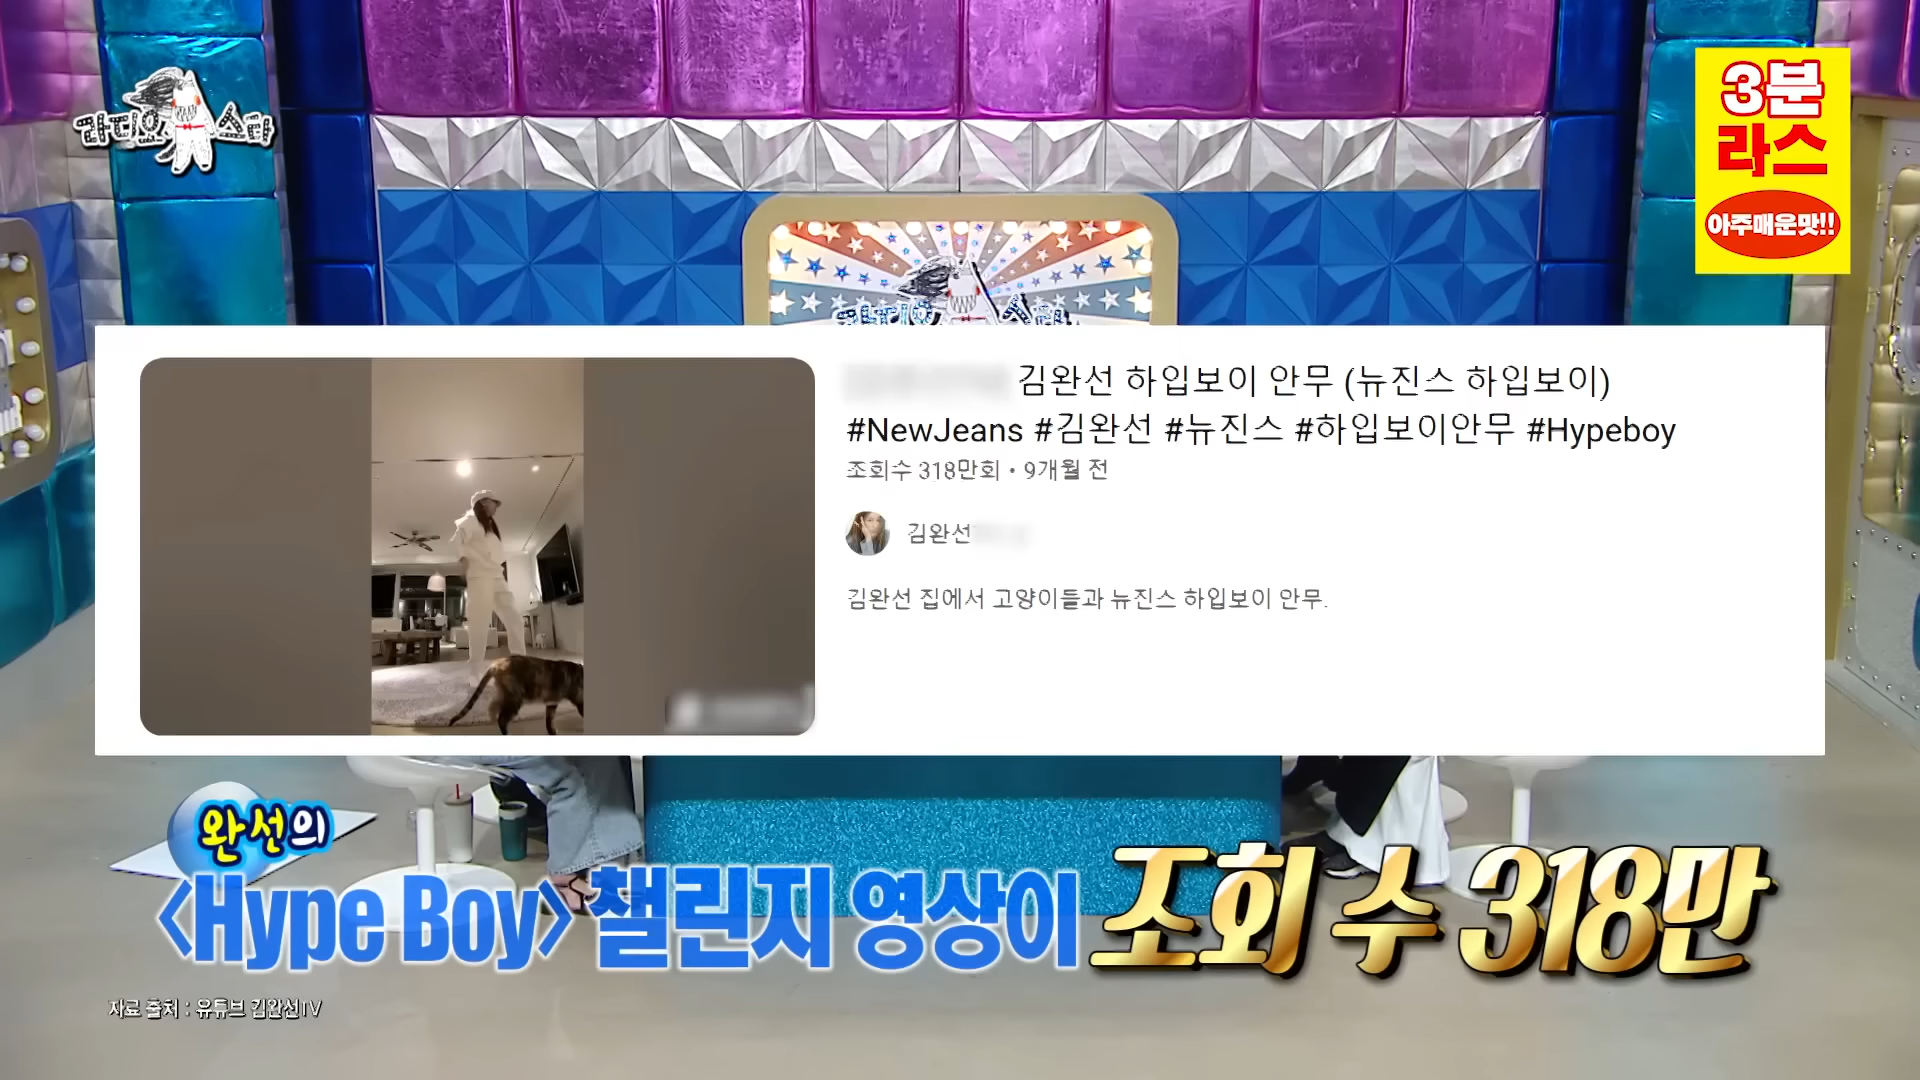 라디오스타
3분
라스
아주매운맛!!
라디오스타
김완선 하입보이 안무 (뉴진스 하입보이)
#NewJeans #김완선 #뉴진스 #하입보이안무 #Hypeboy
조회수 318만회 • 9개월 전
김완선
김완선 집에서 고양이들과 뉴진스 하입보이 안무.
완선의
<Hype Boy> 챌린지 영상이 조회 수 318만
자료 출처 : 유튜브 김완선TV